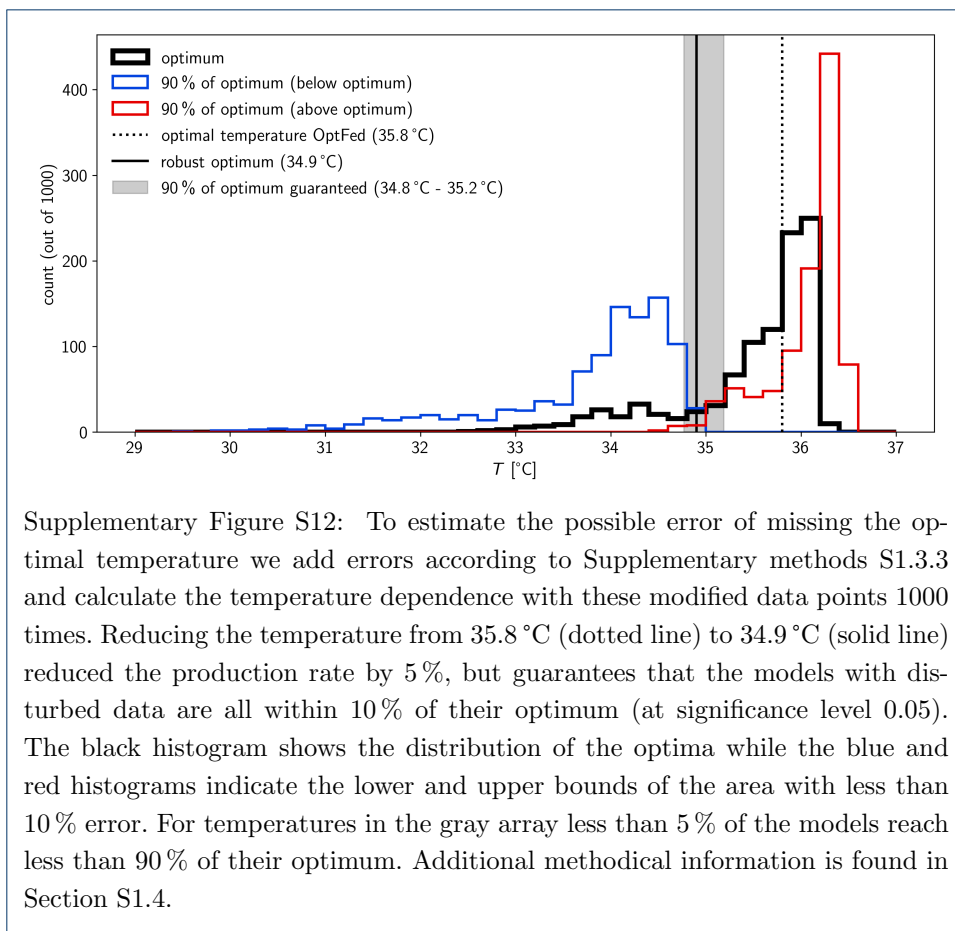 optimum
90 % of optimum (below optimum)
90 % of optimum (above optimum)
optimal temperature OptFed (35.8 °C)
robust optimum (34.9 °C)
90 % of optimum guaranteed (34.8 °C - 35.2 °C)
count (out of 1000)
400
300
200
100
0
29 30 31 32 33 34 35 36 37
T [°C]
Supplementary Figure S12: To estimate the possible error of missing the op-
timal temperature we add errors according to Supplementary methods S1.3.3
and calculate the temperature dependence with these modified data points 1000
times. Reducing the temperature from 35.8 °C (dotted line) to 34.9 °C (solid line)
reduced the production rate by 5 %, but guarantees that the models with dis-
turbed data are all within 10 % of their optimum (at significance level 0.05).
The black histogram shows the distribution of the optima while the blue and
red histograms indicate the lower and upper bounds of the area with less than
10 % error. For temperatures in the gray array less than 5 % of the models reach
less than 90 % of their optimum. Additional methodical information is found in
Section S1.4.